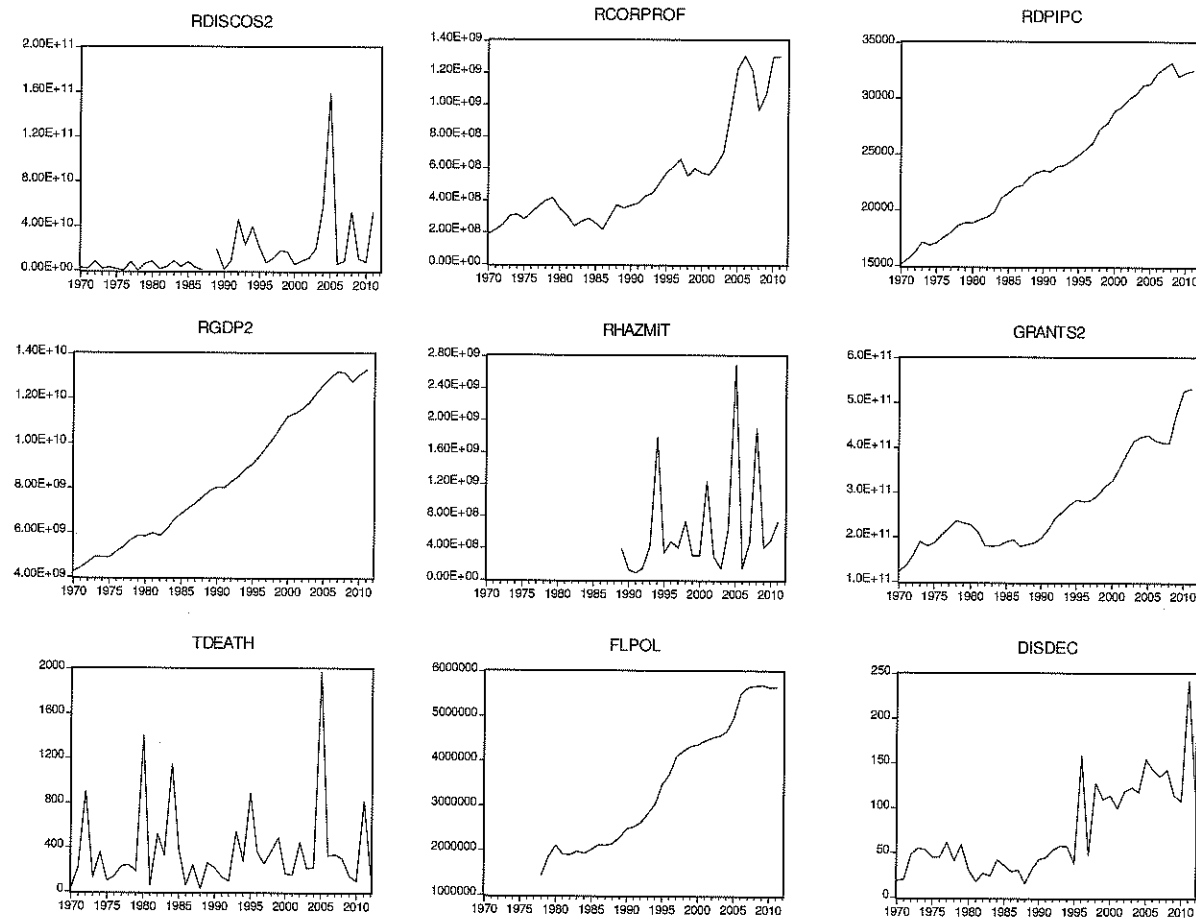 RDISCOS2
2.00E+11
1.60E+11
1.20E+11
8.00E+10
4.00E+10
0.00E+00
1970 1975 1980 1985 1990 1995 2000 2005 2010
RCORPROF
1.40E+09
1.20E+09
1.00E+09
8.00E+08
6.00E+08
4.00E+08
2.00E+08
0.00E+00
1970 1975 1980 1985 1990 1995 2000 2005 2010
RDPIPC
35000
30000
25000
20000
15000
1970 1975 1980 1985 1990 1995 2000 2005 2010
RGDP2
1.40E+10
1.20E+10
1.00E+10
8.00E+09
6.00E+09
4.00E+09
1970 1975 1980 1985 1990 1995 2000 2005 2010
RHAZMIT
2.80E+09
2.40E+09
2.00E+09
1.60E+09
1.20E+09
8.00E+08
4.00E+08
0.00E+00
1970 1975 1980 1985 1990 1995 2000 2005 2010
GRANTS2
6.0E+11
5.0E+11
4.0E+11
3.0E+11
2.0E+11
1.0E+11
1970 1975 1980 1985 1990 1995 2000 2005 2010
TDEATH
2000
1600
1200
800
400
0
1970 1975 1980 1985 1990 1995 2000 2005 2010
FLPOL
6000000
5000000
4000000
3000000
2000000
1000000
1970 1975 1980 1985 1990 1995 2000 2005 2010
DISDEC
250
200
150
100
50
0
1970 1975 1980 1985 1990 1995 2000 2005 2010